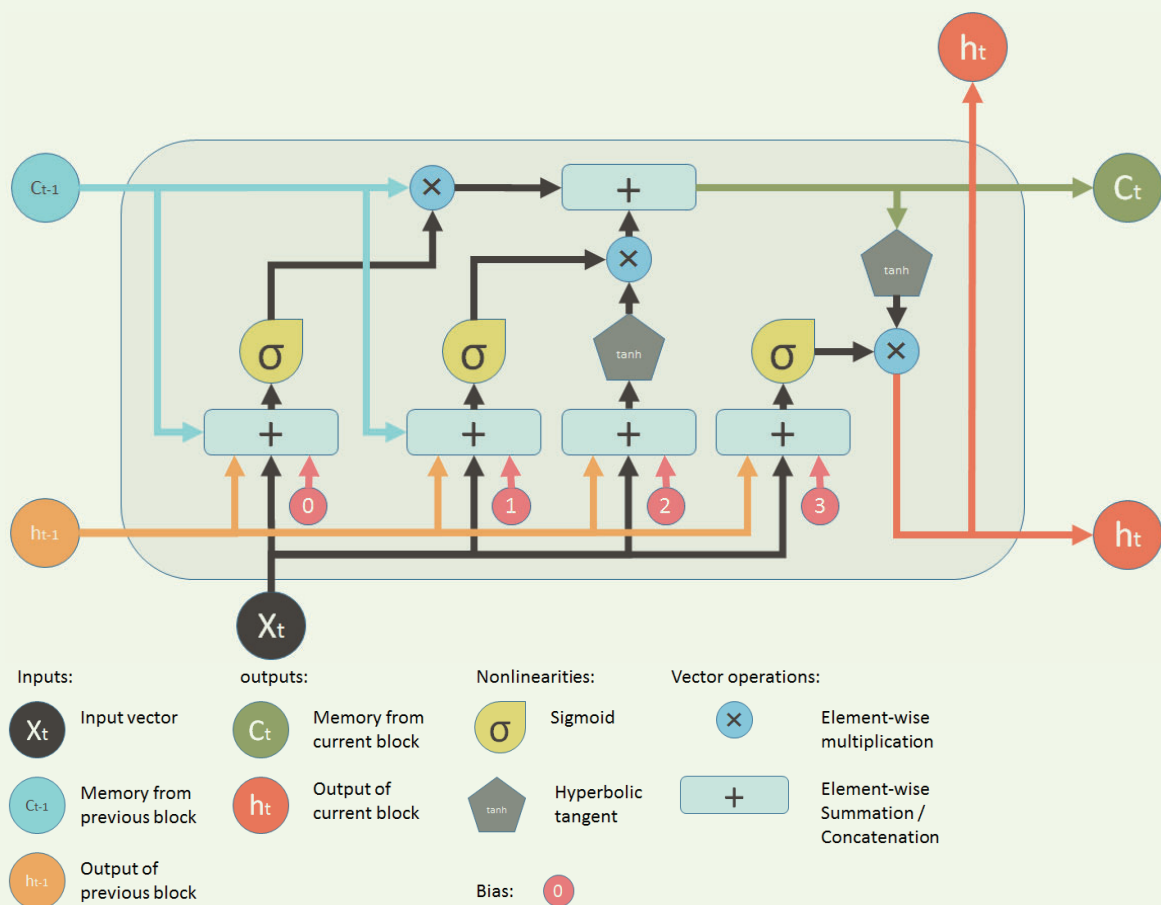 ht
Ct-1
×
+
Ct
×
tanh
σ
σ
tanh
σ
×
+
+
+
+
0
1
2
3
ht-1
ht
Xt
Inputs:
outputs:
Nonlinearities:
Vector operations:
Xt
Input vector
Ct
Memory from
current block
σ
Sigmoid
×
Element-wise
multiplication
Ct-1
Memory from
previous block
ht
Output of
current block
tanh
Hyperbolic
tangent
+
Element-wise
Summation /
Concatenation
ht-1
Output of
previous block
Bias:
0